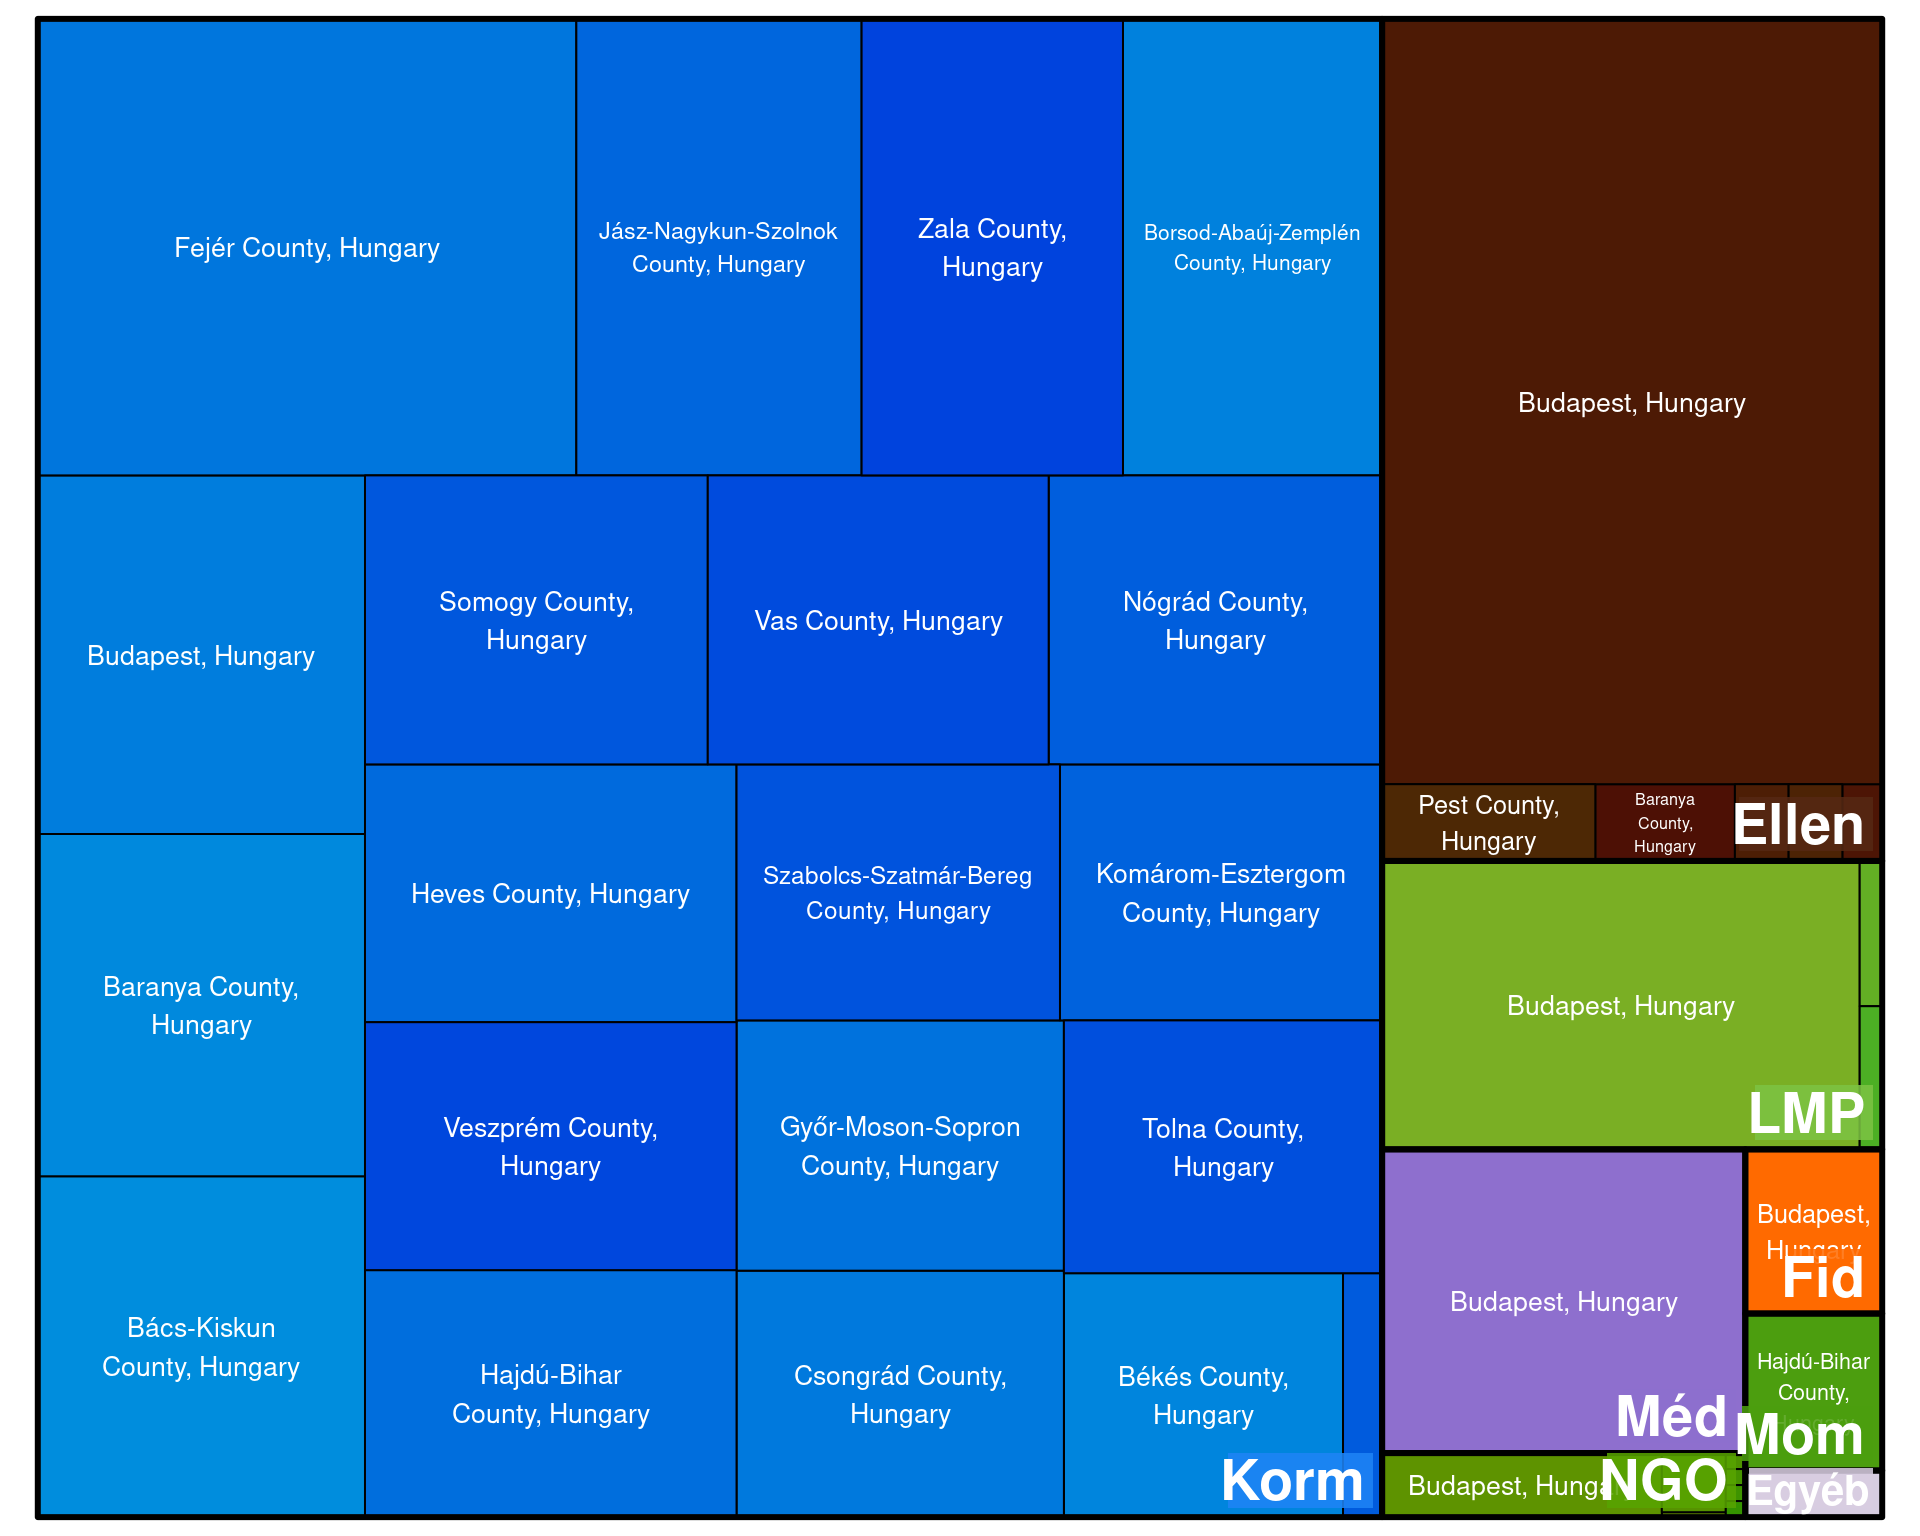 Fejér County, Hungary
Jász-Nagykun-Szolnok
County, Hungary
Zala County,
Hungary
Borsod-Abaúj-Zemplén
County, Hungary
Budapest, Hungary
Somogy County,
Hungary
Vas County, Hungary
Nógrád County,
Hungary
Baranya County,
Hungary
Heves County, Hungary
Szabolcs-Szatmár-Bereg
County, Hungary
Komárom-Esztergom
County, Hungary
Veszprém County,
Hungary
Győr-Moson-Sopron
County, Hungary
Tolna County,
Hungary
Bács-Kiskun
County, Hungary
Hajdú-Bihar
County, Hungary
Csongrád County,
Hungary
Békés County,
Hungary
Korm
Budapest, Hungary
Pest County,
Hungary
Baranya
County,
Hungary
Ellen
Budapest, Hungary
LMP
Budapest, Hungary
Méd
Budapest,
Hungary
Fid
Hajdú-Bihar
County,
Hungary
Mom
Budapest, Hungary
NGO
Egyéb